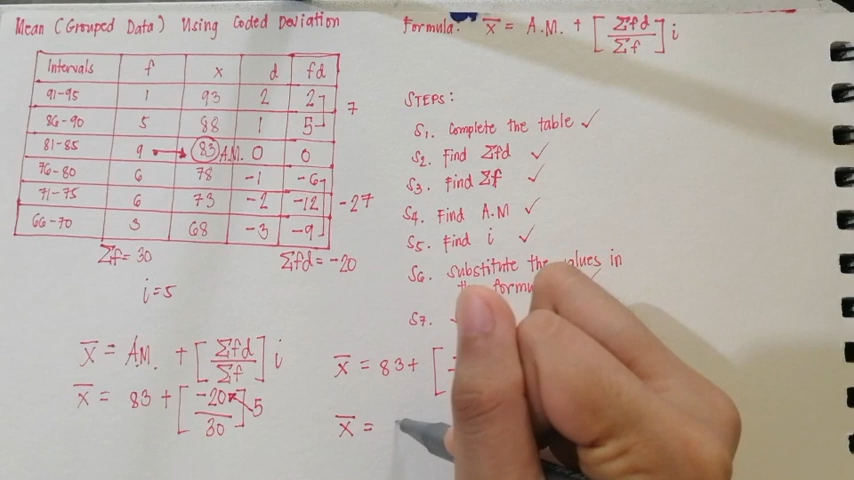 Mean (Grouped Data) Using Coded Deviation
Intervals f x d fd
91-95 1 93 2 2
86-90 5 88 1 5
7
81-85 9 83 A.M. 0 0
76-80 6 78 -1 -6
71-75 6 73 -2 -12
-27
66-70 3 68 -3 -9
Σf = 30 Σfd = -20
i = 5
x̄ = A.M. + [Σfd/Σf] i
x̄ = 83 + [-20/30] 5
Formula: x̄ = A.M. + [Σfd/Σf] i
STEPS:
S1. Complete the table ✓
S2. Find Σfd ✓
S3. Find Σf ✓
S4. Find A.M ✓
S5. Find i ✓
S6. Substitute the values in
the
S7.
x̄ = 83 + [
x̄ =